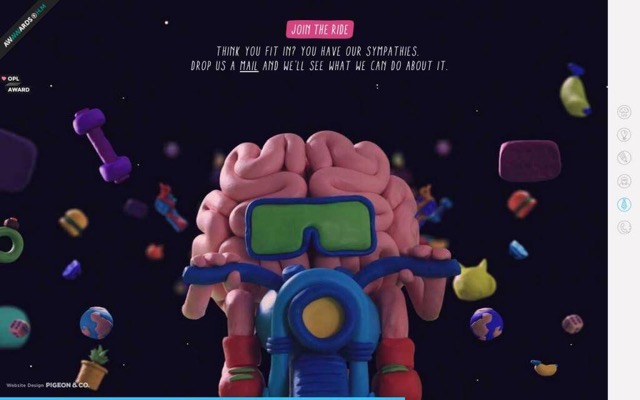 AWWWARDS
JOIN THE RIDE
THINK YOU FIT IN? YOU HAVE OUR SYMPATHIES.
DROP US A MAIL AND WE'LL SEE WHAT WE CAN DO ABOUT IT.
OPL
AWARD
Website Design PIGEON & CO.